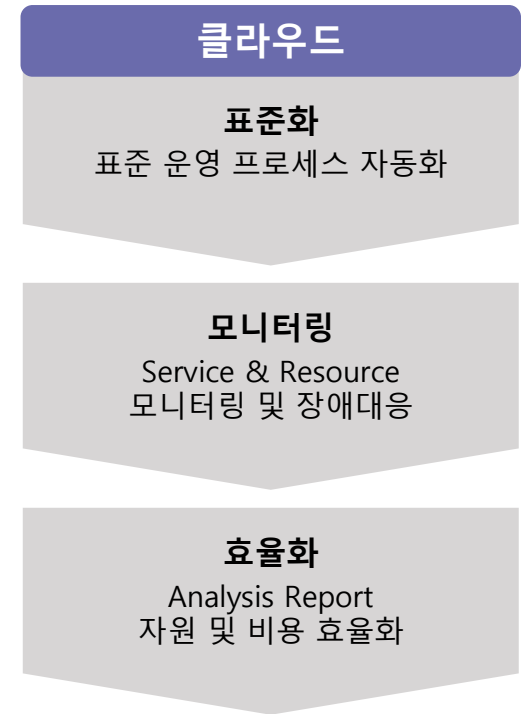 클라우드
표준화
표준 운영 프로세스 자동화
모니터링
Service & Resource
모니터링 및 장애대응
효율화
Analysis Report
자원 및 비용 효율화